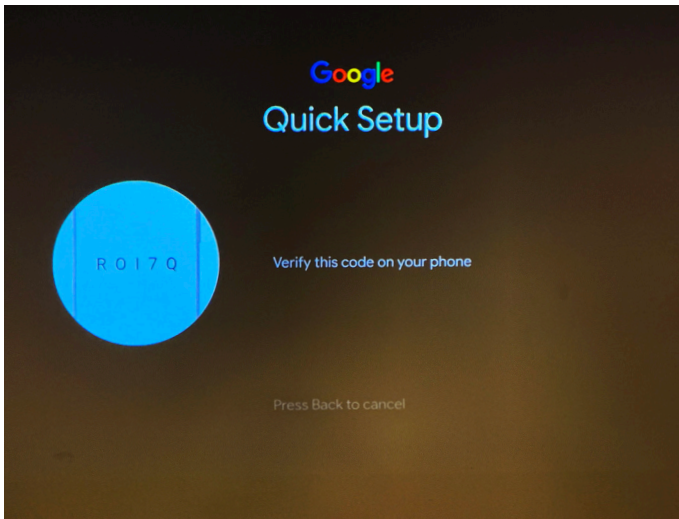 Google
Quick Setup
R O I 7 Q
Verify this code on your phone
Press Back to cancel